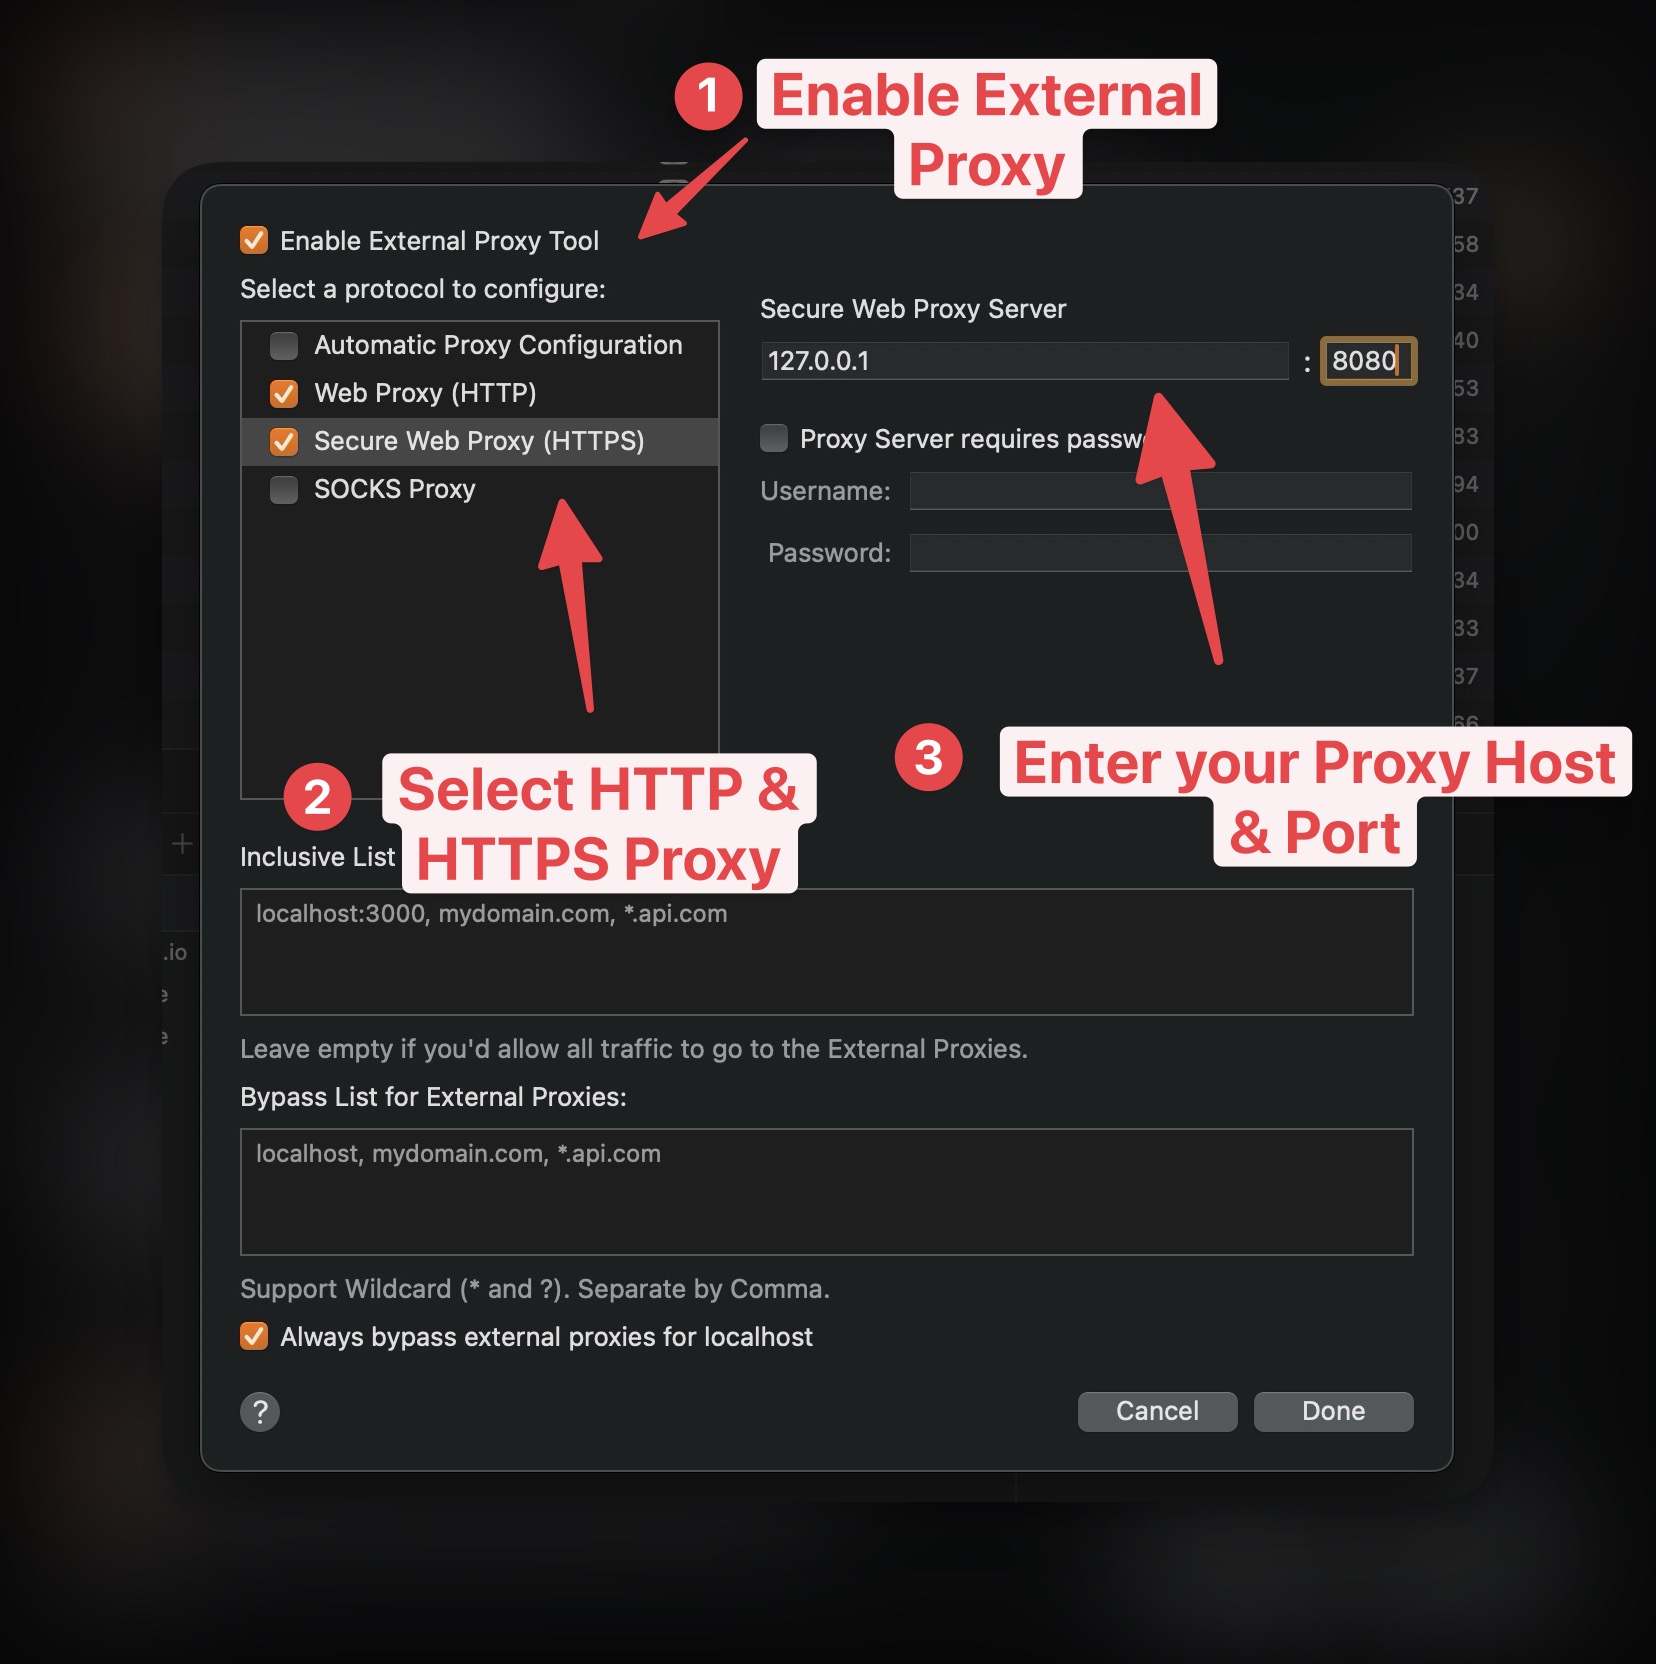 1
Enable External
Proxy
Enable External Proxy Tool
Select a protocol to configure:
Automatic Proxy Configuration
Web Proxy (HTTP)
Secure Web Proxy (HTTPS)
SOCKS Proxy
Secure Web Proxy Server
127.0.0.1 : 8080
Proxy Server requires
Username:
Password:
2
Select HTTP &
HTTPS Proxy
3
Enter your Proxy Host
& Port
Inclusive List
localhost:3000, mydomain.com, *.api.com
Leave empty if you'd allow all traffic to go to the External Proxies.
Bypass List for External Proxies:
localhost, mydomain.com, *.api.com
Support Wildcard (* and ?). Separate by Comma.
Always bypass external proxies for localhost
?
Cancel
Done
37
58
34
40
53
83
94
00
34
33
37
+
.io